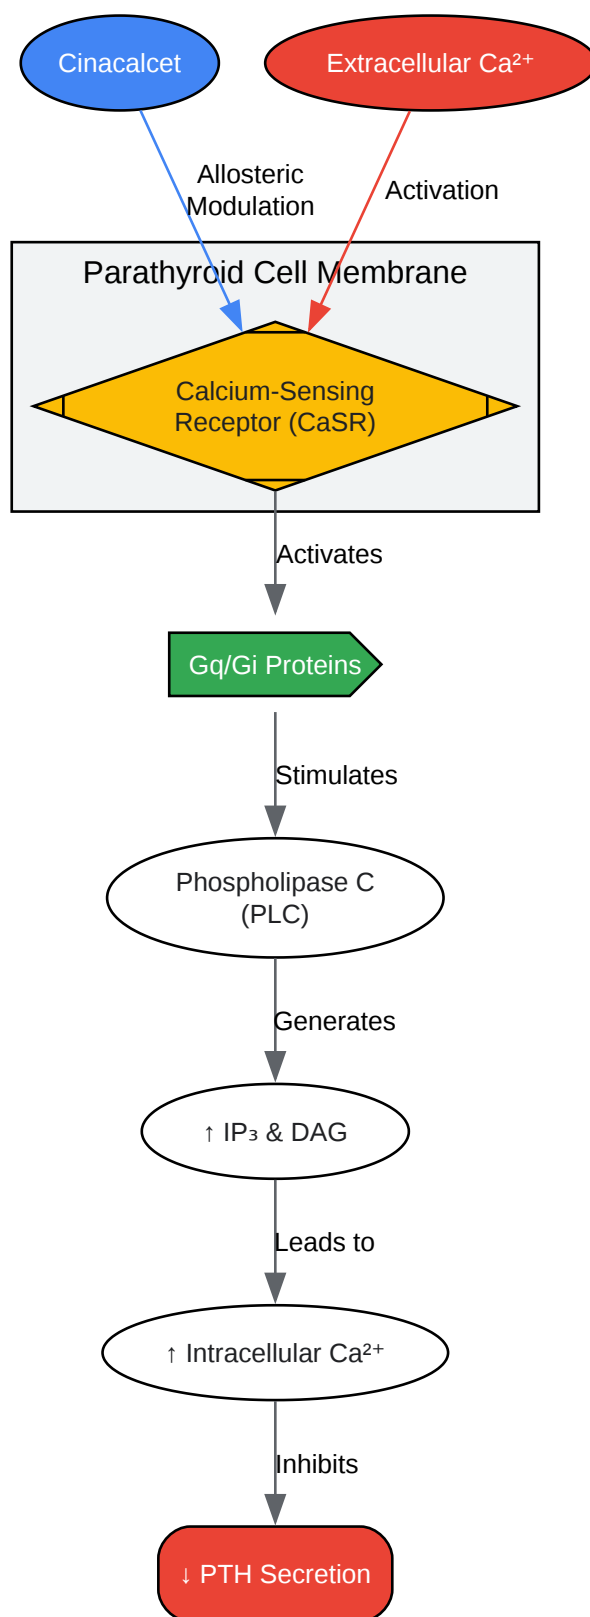 Cinacalcet
Extracellular Ca²⁺
Allosteric
Modulation
Activation
Parathyroid Cell Membrane
Calcium-Sensing
Receptor (CaSR)
Activates
Gq/Gi Proteins
Stimulates
Phospholipase C
(PLC)
Generates
↑ IP₃ & DAG
Leads to
↑ Intracellular Ca²⁺
Inhibits
↓ PTH Secretion